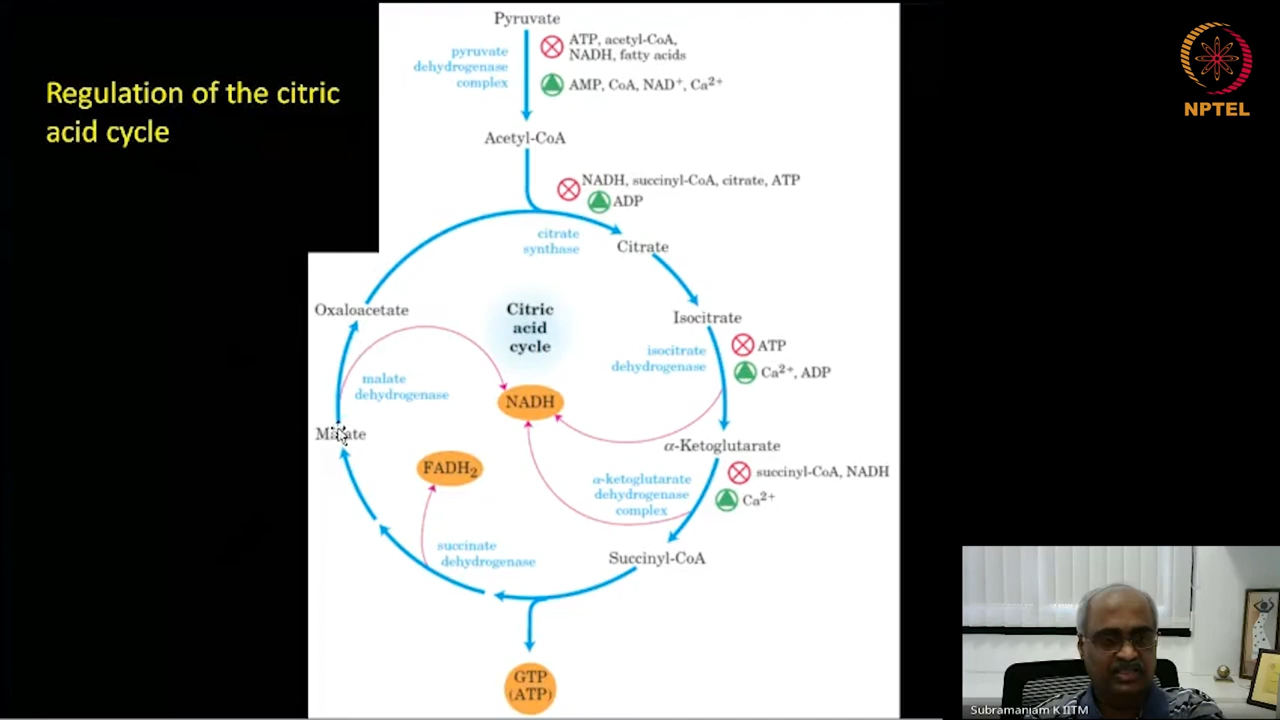 Regulation of the citric
acid cycle
Pyruvate
pyruvate
dehydrogenase
complex
ATP, acetyl-CoA,
NADH, fatty acids
AMP, CoA, NAD⁺, Ca²⁺
Acetyl-CoA
NADH, succinyl-CoA, citrate, ATP
ADP
citrate
synthase
Citrate
Oxaloacetate
Citric
acid
cycle
Isocitrate
isocitrate
dehydrogenase
ATP
Ca²⁺, ADP
malate
dehydrogenase
NADH
Malate
α-Ketoglutarate
FADH₂
α-ketoglutarate
dehydrogenase
complex
succinyl-CoA, NADH
Ca²⁺
succinate
dehydrogenase
Succinyl-CoA
GTP
(ATP)
NPTEL
Subramaniam K IITM